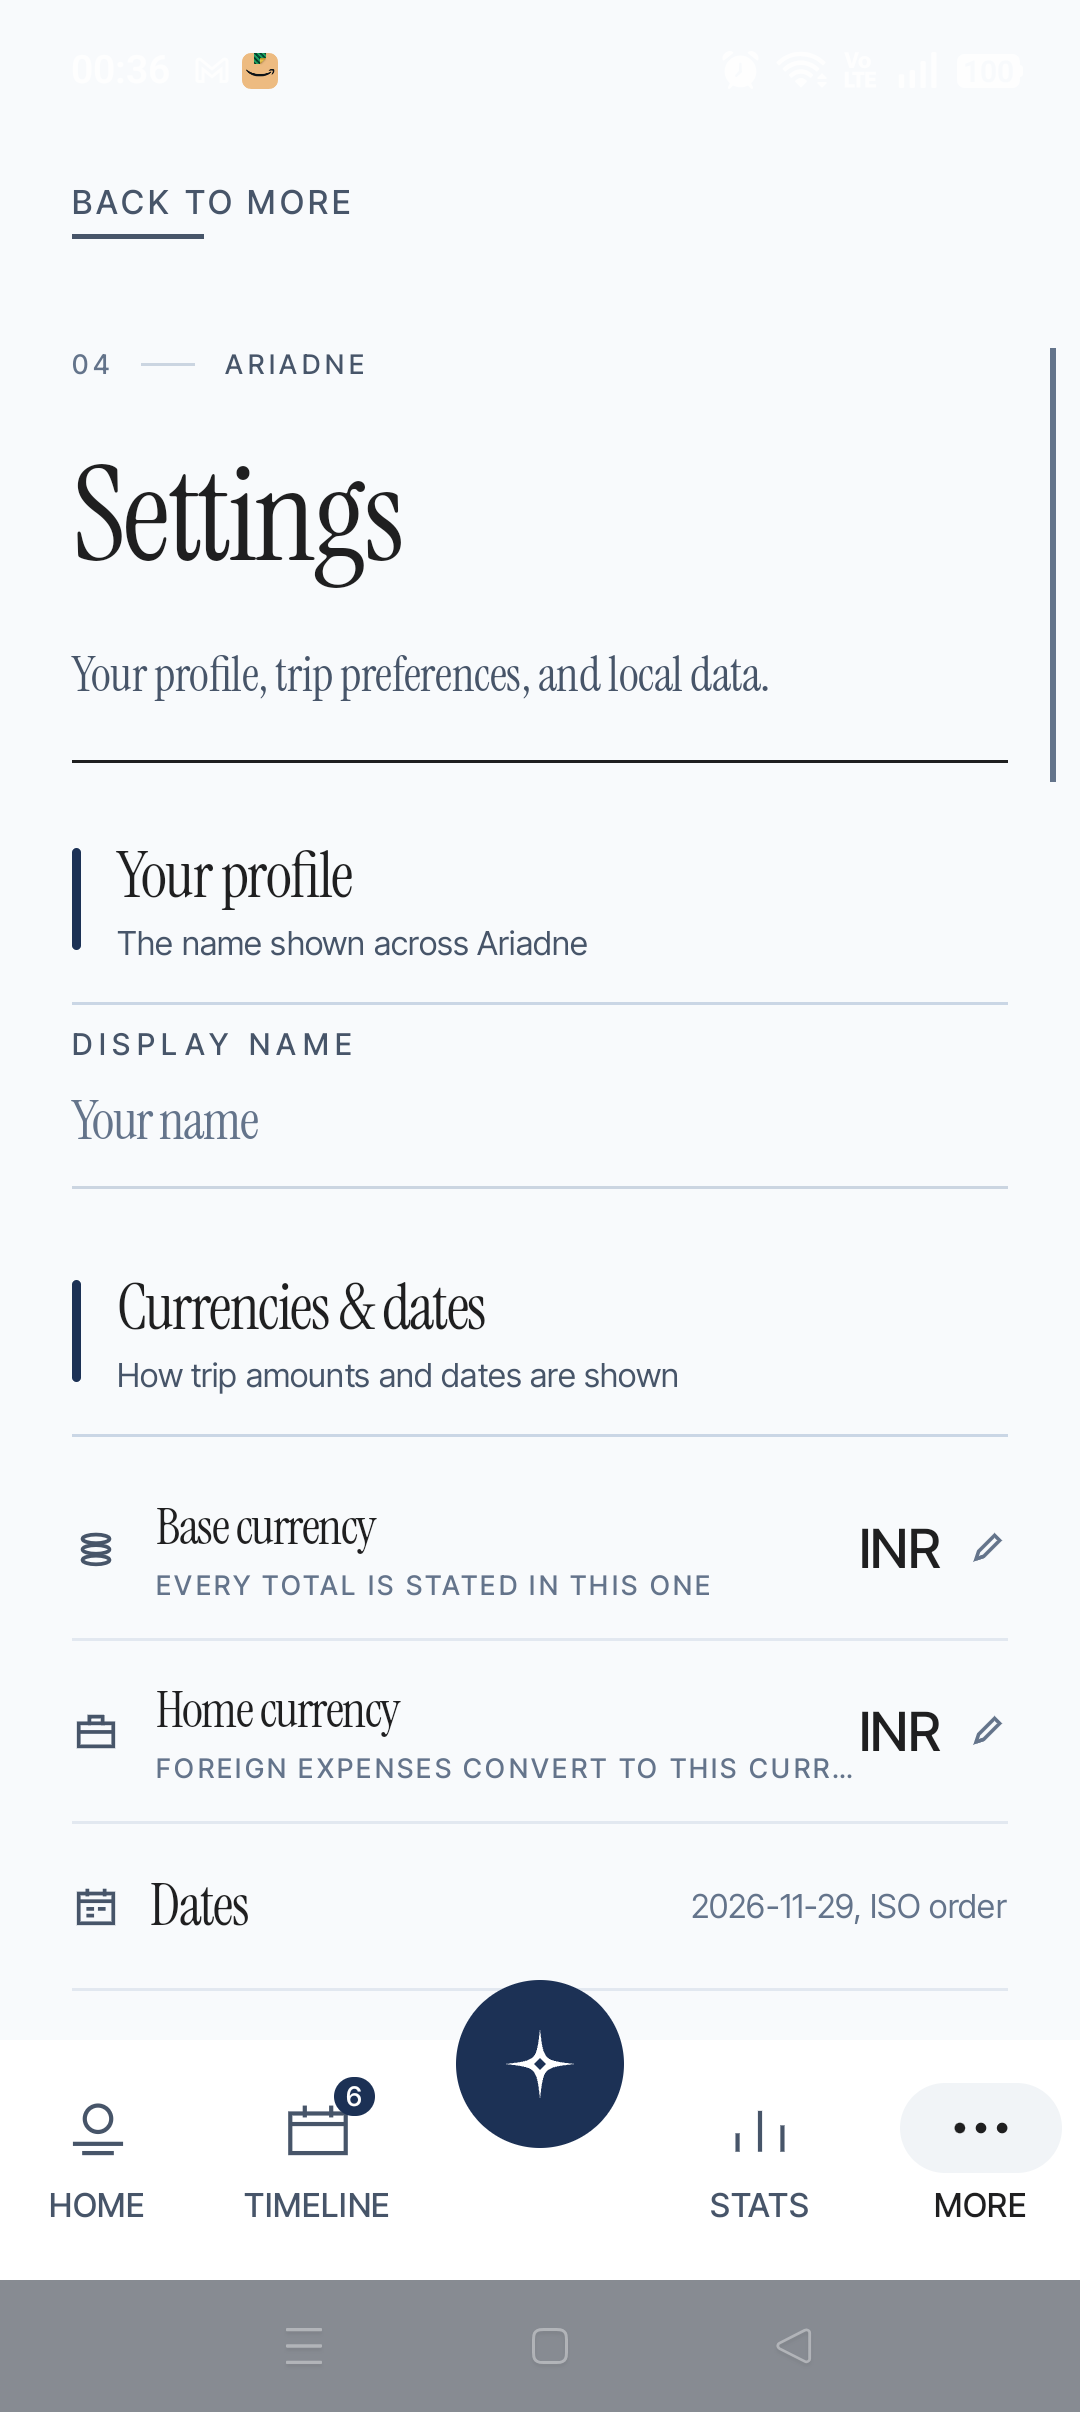 00:36
Vo
LTE
100
BACK TO MORE
04 ARIADNE
Settings
Your profile, trip preferences, and local data.
Your profile
The name shown across Ariadne
DISPLAY NAME
Your name
Currencies & dates
How trip amounts and dates are shown
Base currency
EVERY TOTAL IS STATED IN THIS ONE
INR
Home currency
FOREIGN EXPENSES CONVERT TO THIS CURR…
INR
Dates
2026-11-29, ISO order
6
HOME
TIMELINE
STATS
MORE